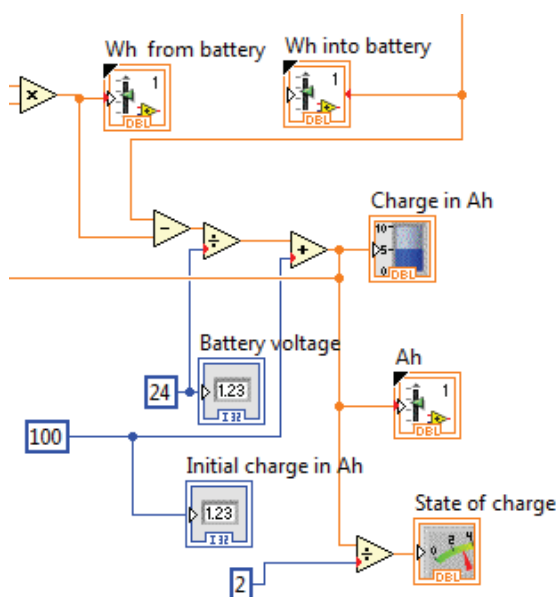 Wh from battery
Wh into battery
1
DBL
1
DBL
×
−
÷
+
Charge in Ah
10
5
0
DBL
Battery voltage
24
1.23
I32
Ah
1
DBL
100
Initial charge in Ah
1.23
I32
State of charge
÷
0 2 4
DBL
2